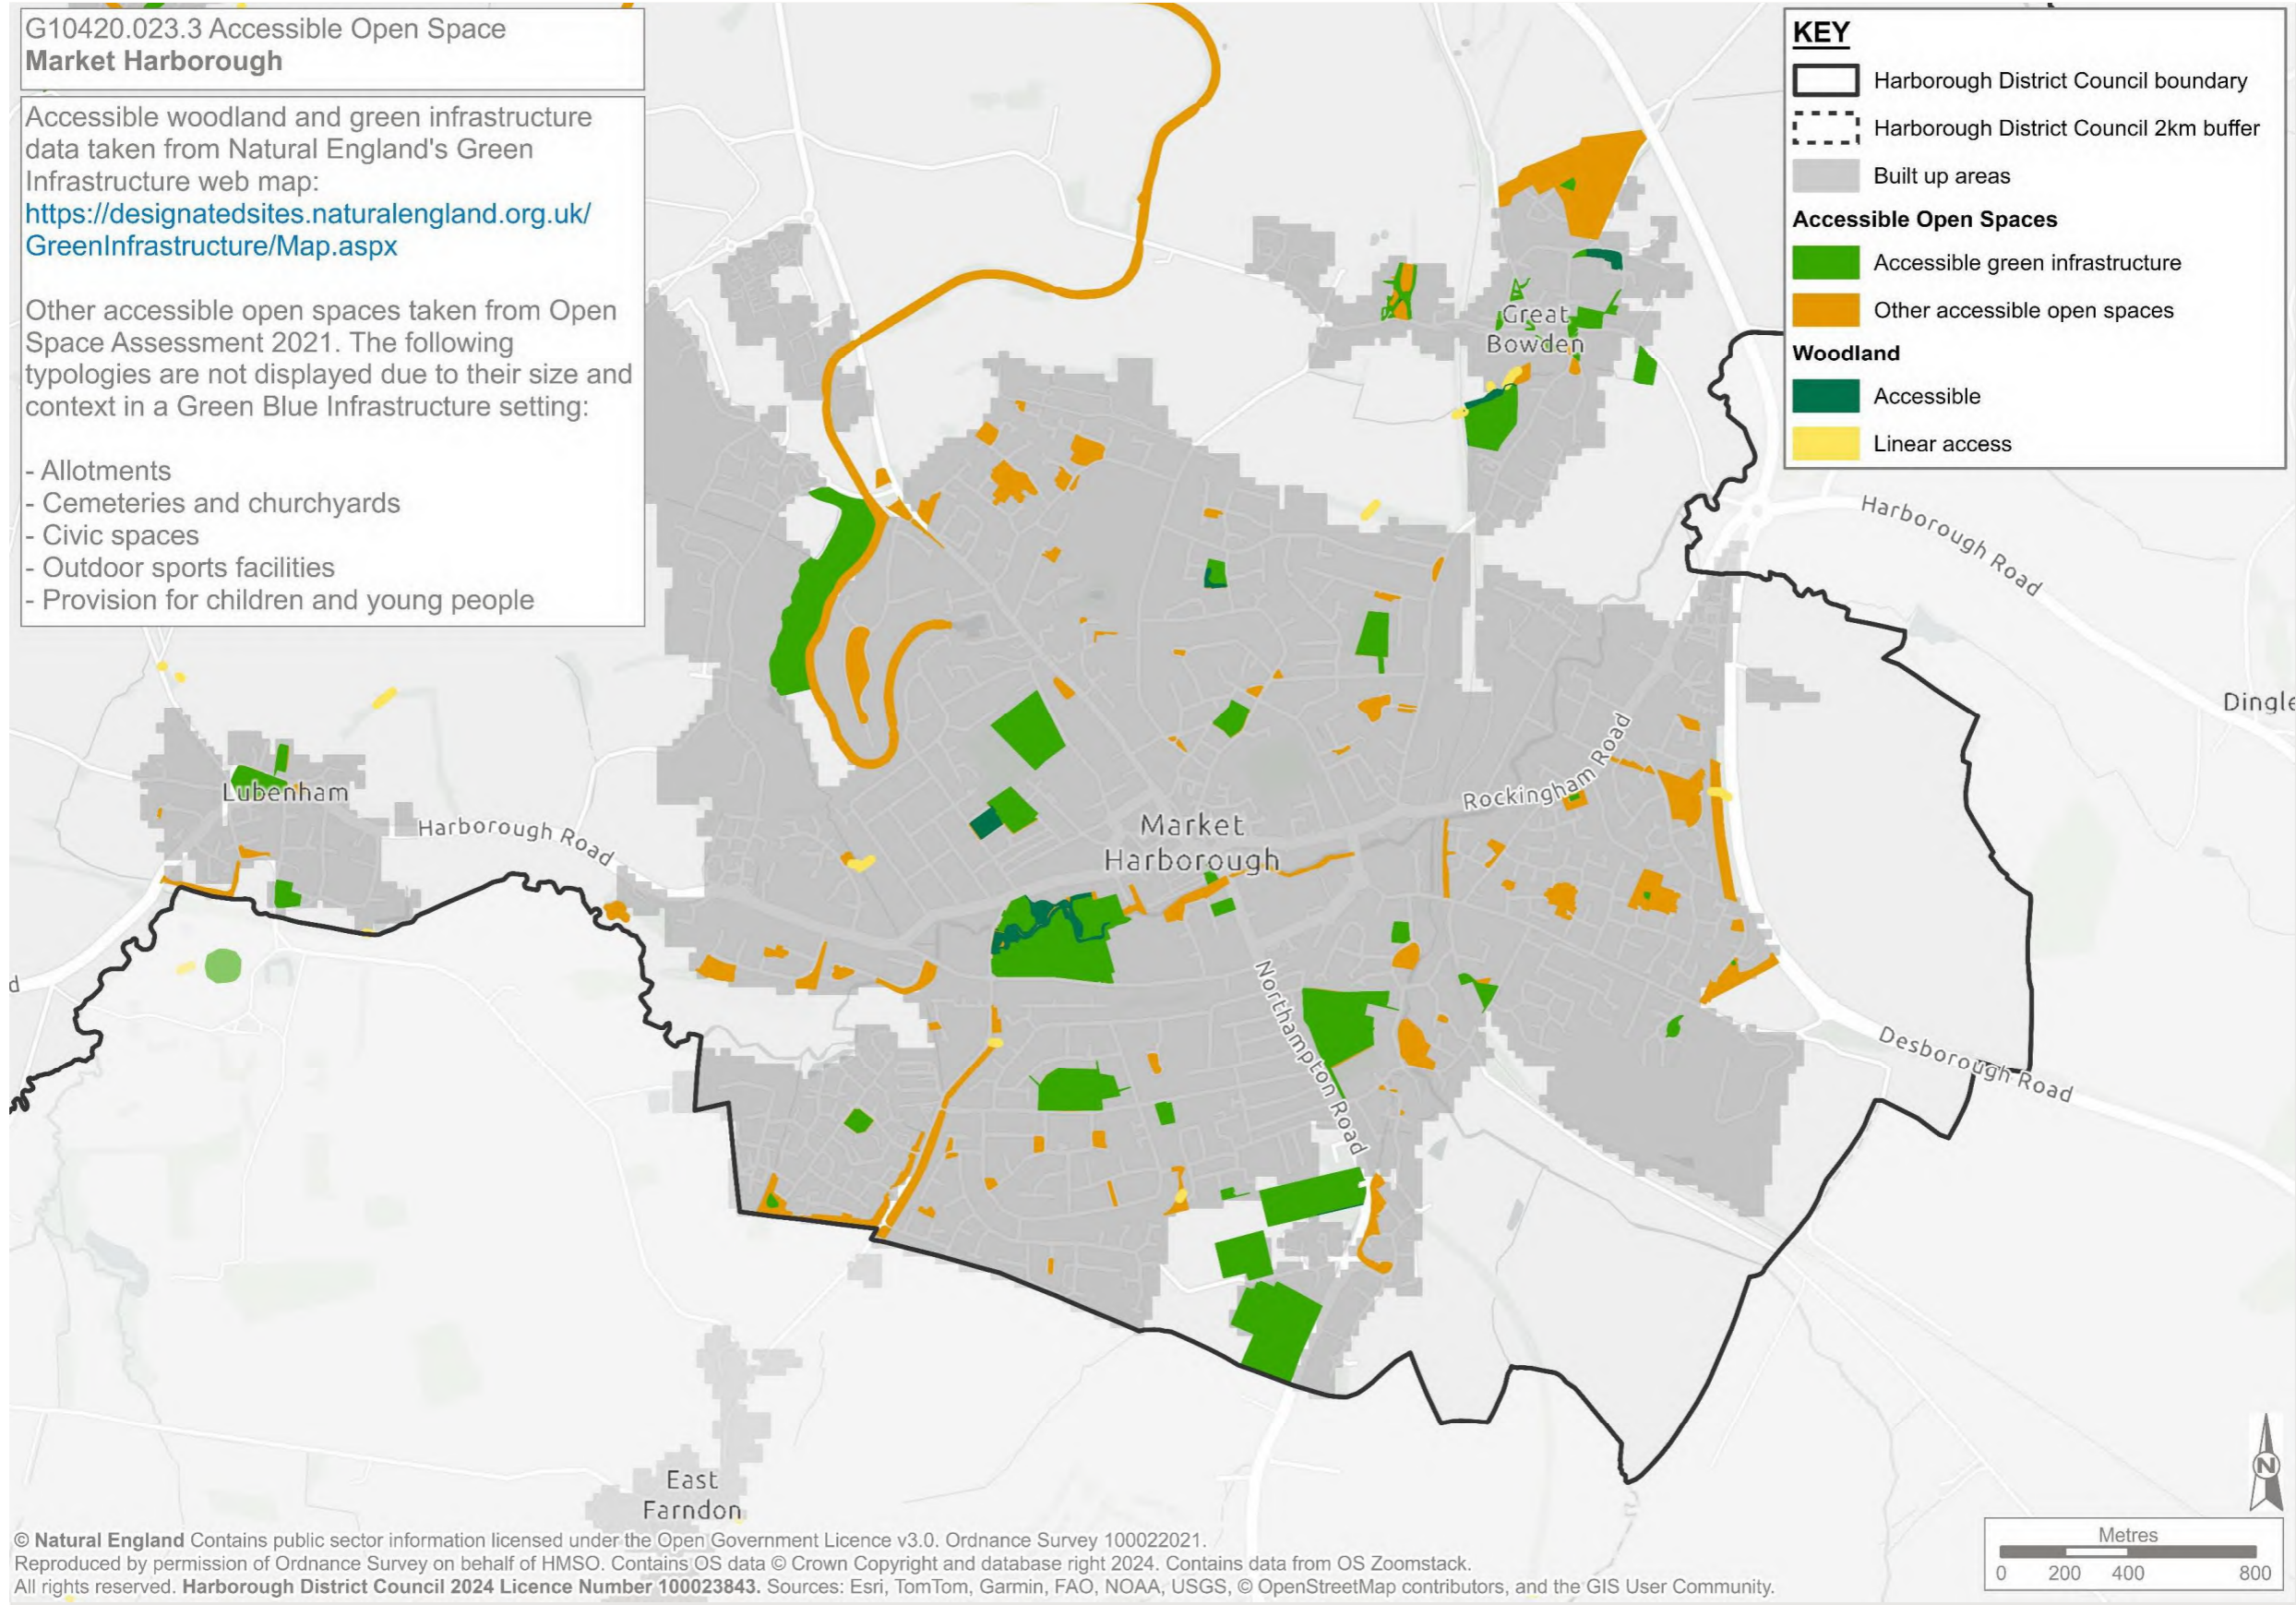 G10420.023.3 Accessible Open Space
Market Harborough
Accessible woodland and green infrastructure
data taken from Natural England's Green
Infrastructure web map:
https://designatedsites.naturalengland.org.uk/
GreenInfrastructure/Map.aspx
Other accessible open spaces taken from Open
Space Assessment 2021. The following
typologies are not displayed due to their size and
context in a Green Blue Infrastructure setting:
- Allotments
- Cemeteries and churchyards
- Civic spaces
- Outdoor sports facilities
- Provision for children and young people
KEY
Harborough District Council boundary
Harborough District Council 2km buffer
Built up areas
Accessible Open Spaces
Accessible green infrastructure
Other accessible open spaces
Woodland
Accessible
Linear access
Great
Bowden
Harborough Road
Dingle
Lubenham
Harborough Road
Rockingham Road
Market
Harborough
Northampton Road
d
Desborough Road
East
Farndon
N
Metres
0 200 400 800
© Natural England Contains public sector information licensed under the Open Government Licence v3.0. Ordnance Survey 100022021.
Reproduced by permission of Ordnance Survey on behalf of HMSO. Contains OS data © Crown Copyright and database right 2024. Contains data from OS Zoomstack.
All rights reserved. Harborough District Council 2024 Licence Number 100023843. Sources: Esri, TomTom, Garmin, FAO, NOAA, USGS, © OpenStreetMap contributors, and the GIS User Community.